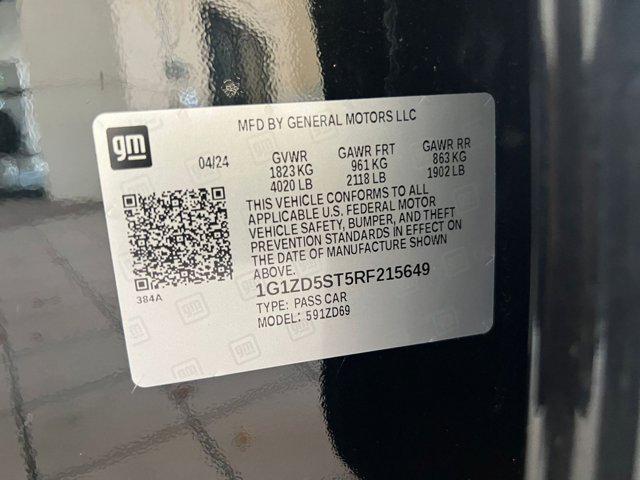 MFD BY GENERAL MOTORS LLC
gm
04/24
GVWR GAWR FRT GAWR RR
1823 KG 961 KG 863 KG
4020 LB 2118 LB 1902 LB
THIS VEHICLE CONFORMS TO ALL
APPLICABLE U.S. FEDERAL MOTOR
VEHICLE SAFETY, BUMPER, AND THEFT
PREVENTION STANDARDS IN EFFECT ON
THE DATE OF MANUFACTURE SHOWN
ABOVE.
384A
1G1ZD5ST5RF215649
TYPE: PASS CAR
MODEL: 591ZD69